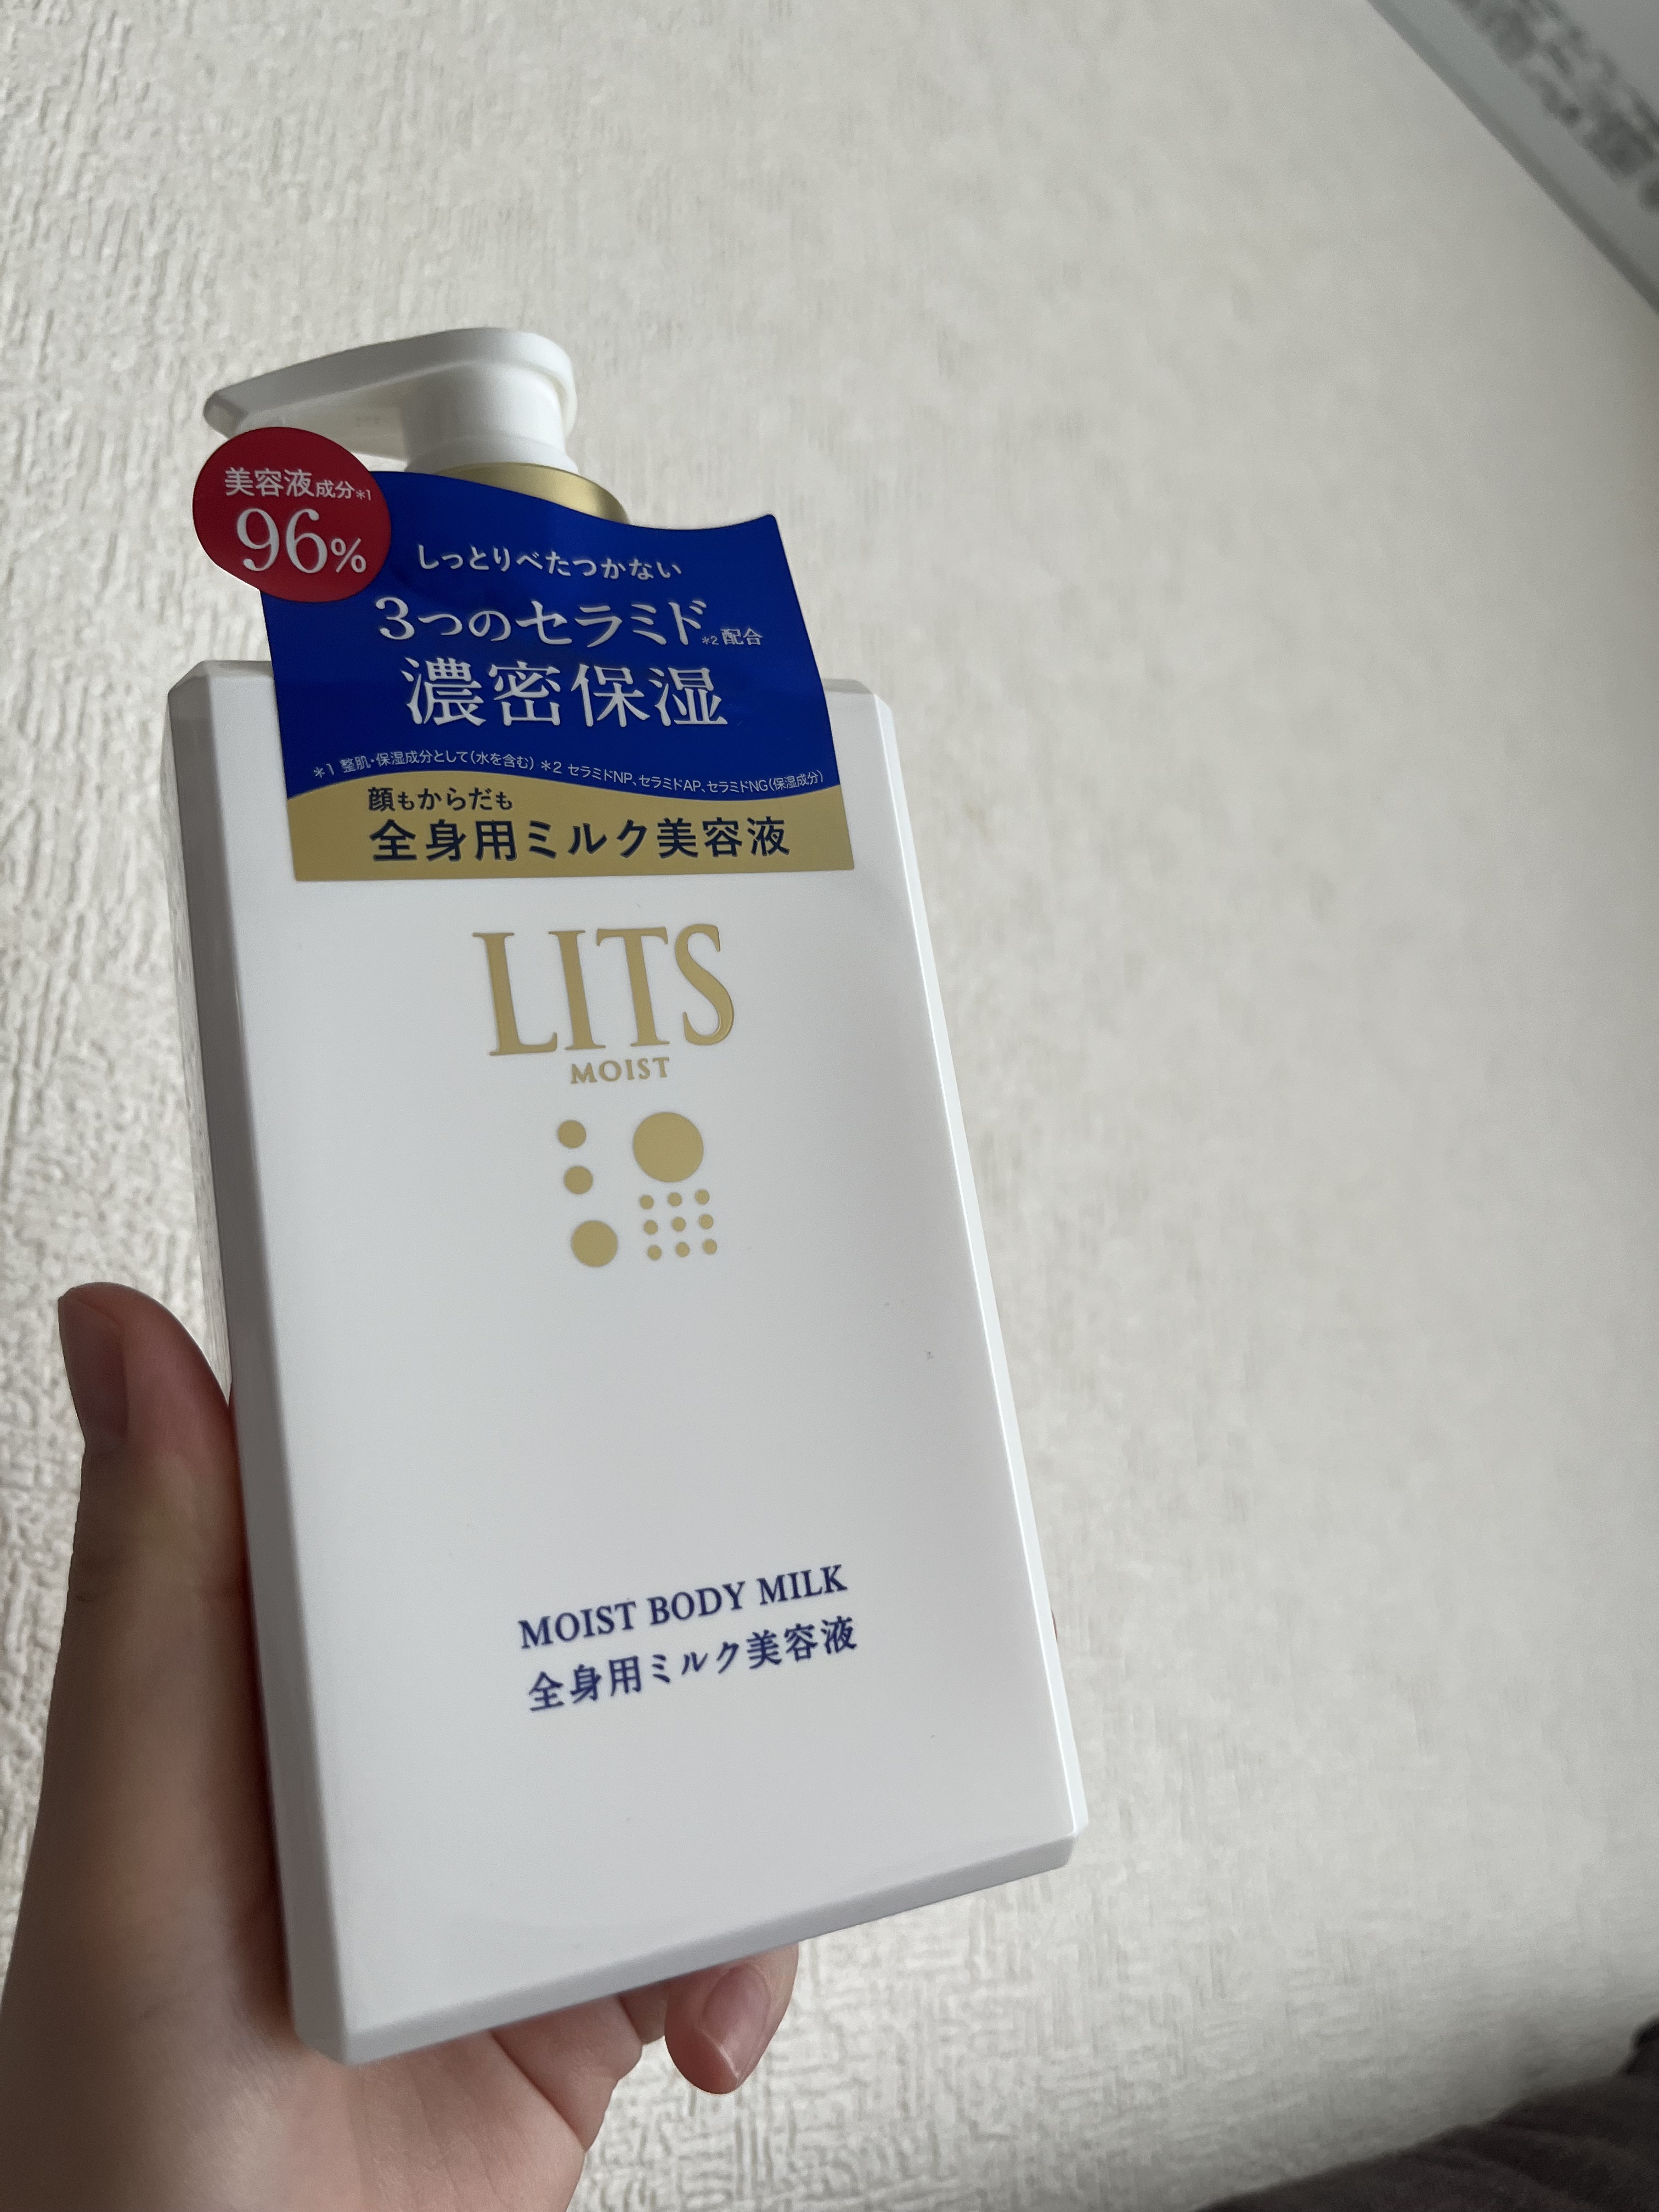 美容液成分*1
96%
しっとりべたつかない
3つのセラミド*2配合
濃密保湿
*1 整肌・保湿成分として(水を含む) *2 セラミドNP、セラミドAP、セラミドNG(保湿成分)
顔もからだも
全身用ミルク美容液
LITS
MOIST
MOIST BODY MILK
全身用ミルク美容液